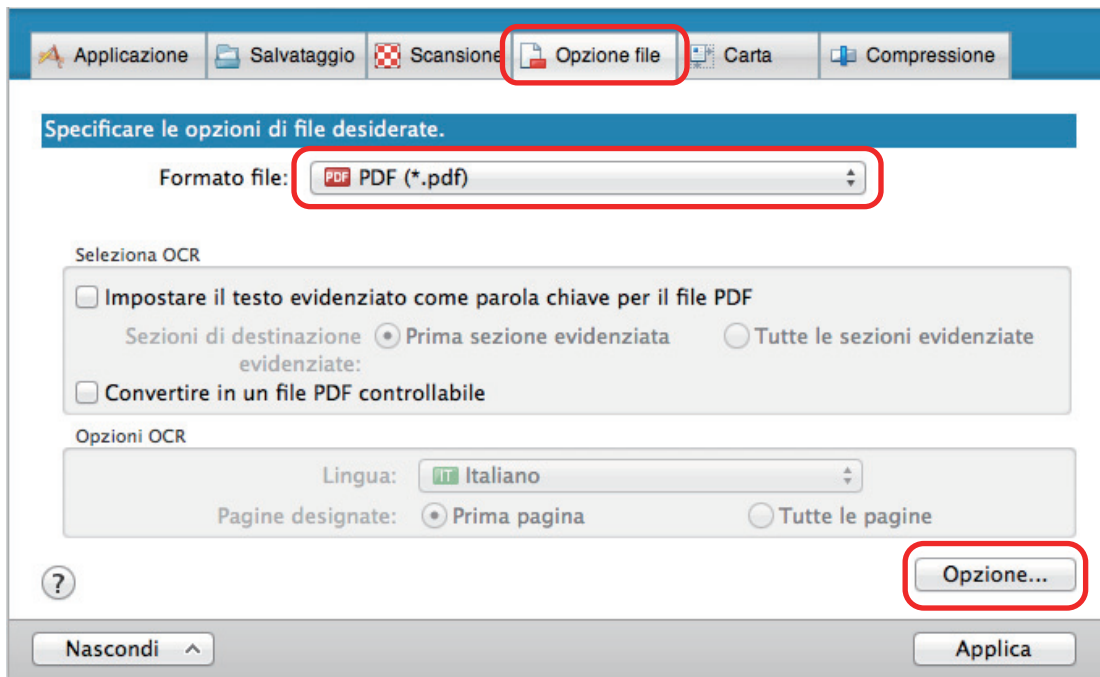 Applicazione Salvataggio Scansione Opzione file Carta Compressione
Specificare le opzioni di file desiderate.
Formato file: PDF PDF (*.pdf)
Seleziona OCR
Impostare il testo evidenziato come parola chiave per il file PDF
Sezioni di destinazione Prima sezione evidenziata Tutte le sezioni evidenziate
evidenziate:
Convertire in un file PDF controllabile
Opzioni OCR
Lingua: IT Italiano
Pagine designate: Prima pagina Tutte le pagine
? Opzione...
Nascondi Applica